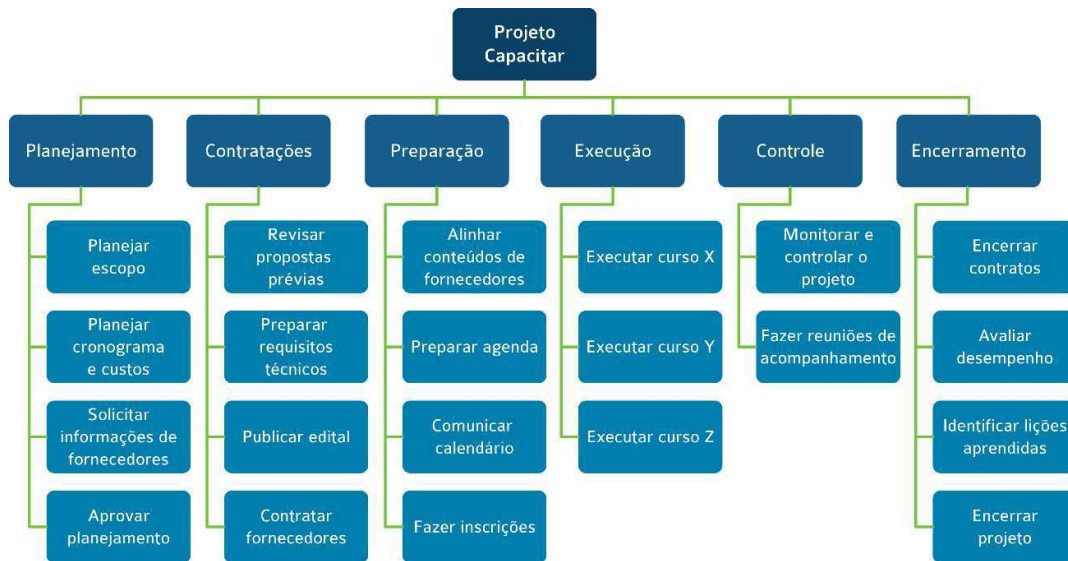 Projeto
Capacitar
Planejamento
Contratações
Preparação
Execução
Controle
Encerramento
Planejar
escopo
Planejar
cronograma
e custos
Solicitar
informações de
fornecedores
Aprovar
planejamento
Revisar
propostas
prévias
Preparar
requisitos
técnicos
Publicar edital
Contratar
fornecedores
Alinhar
conteúdos de
fornecedores
Preparar agenda
Comunicar
calendário
Fazer inscrições
Executar curso X
Executar curso Y
Executar curso Z
Monitorar e
controlar o
projeto
Fazer reuniões de
acompanhamento
Encerrar
contratos
Avaliar
desempenho
Identificar lições
aprendidas
Encerrar
projeto